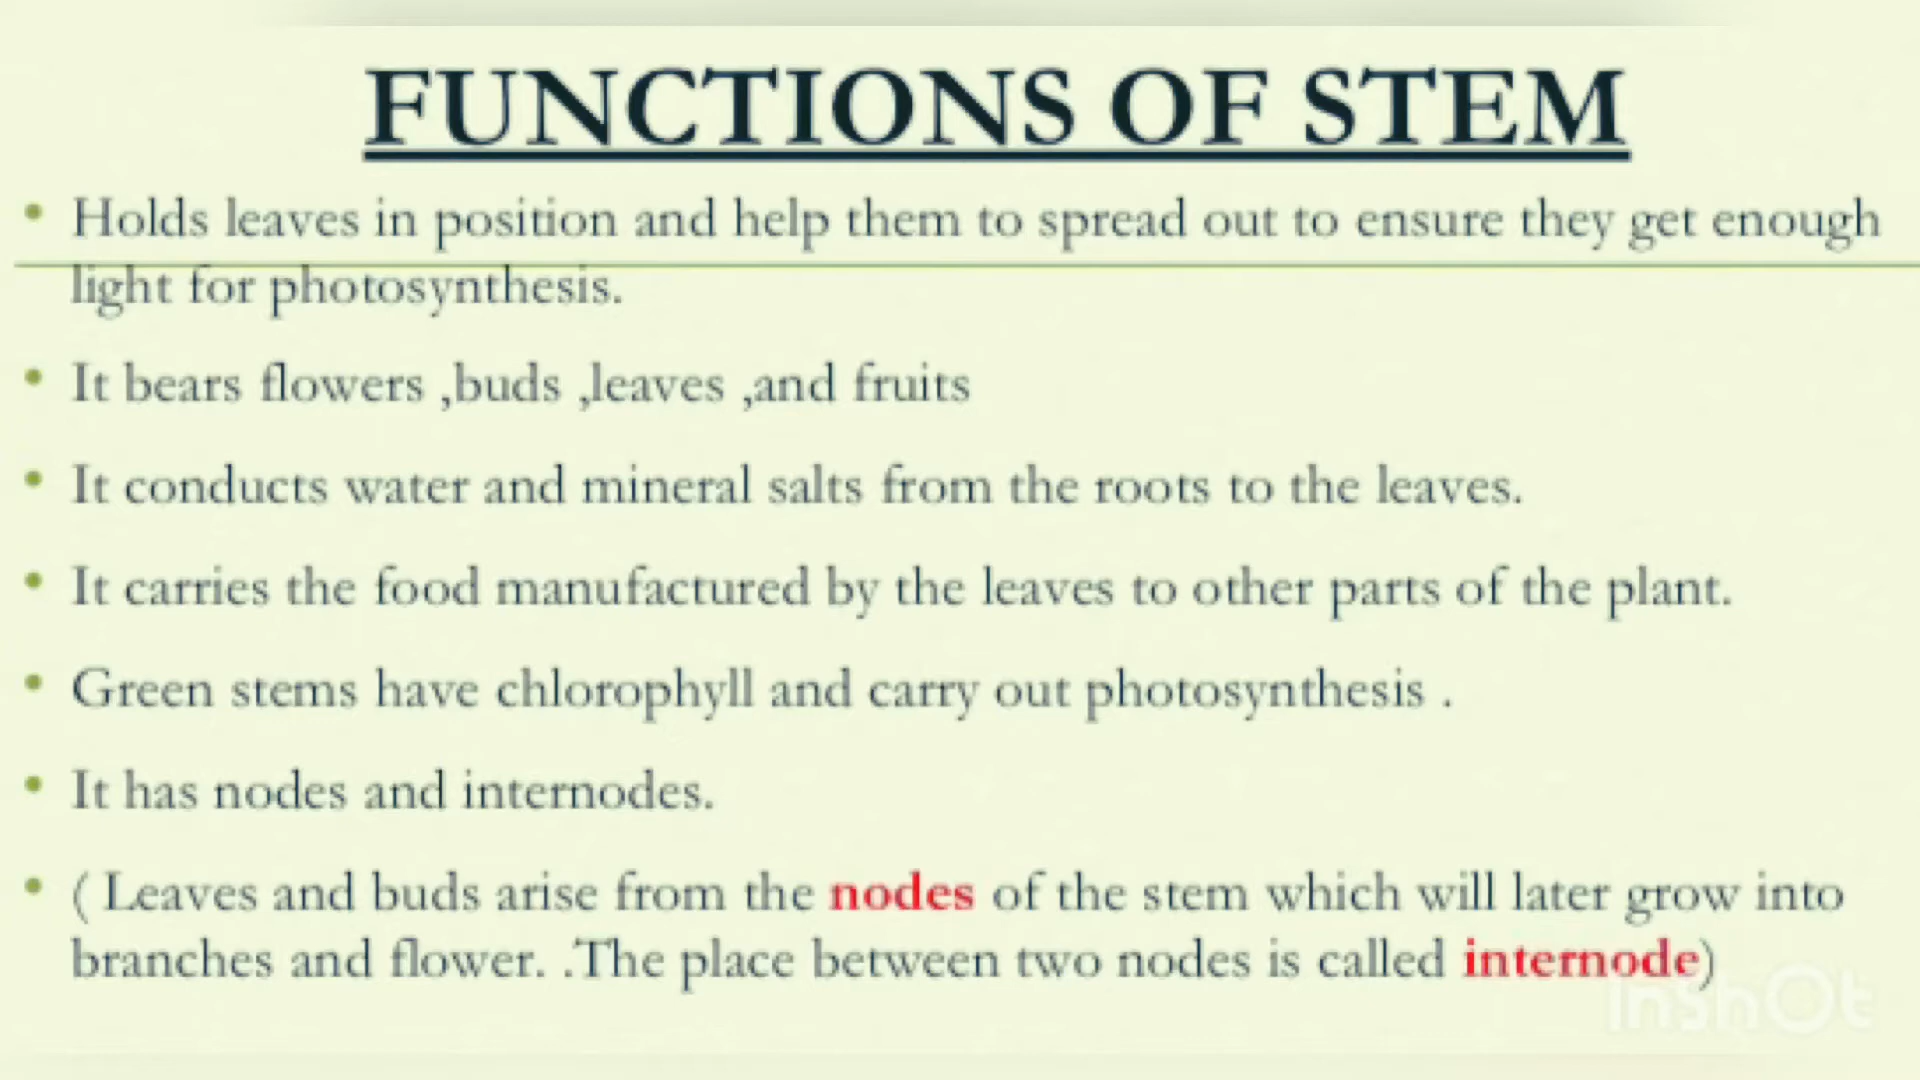 FUNCTIONS OF STEM
• Holds leaves in position and help them to spread out to ensure they get enough
light for photosynthesis.
• It bears flowers ,buds ,leaves ,and fruits
• It conducts water and mineral salts from the roots to the leaves.
• It carries the food manufactured by the leaves to other parts of the plant.
• Green stems have chlorophyll and carry out photosynthesis .
• It has nodes and internodes.
• ( Leaves and buds arise from the nodes of the stem which will later grow into
branches and flower. .The place between two nodes is called internode)
InShOt